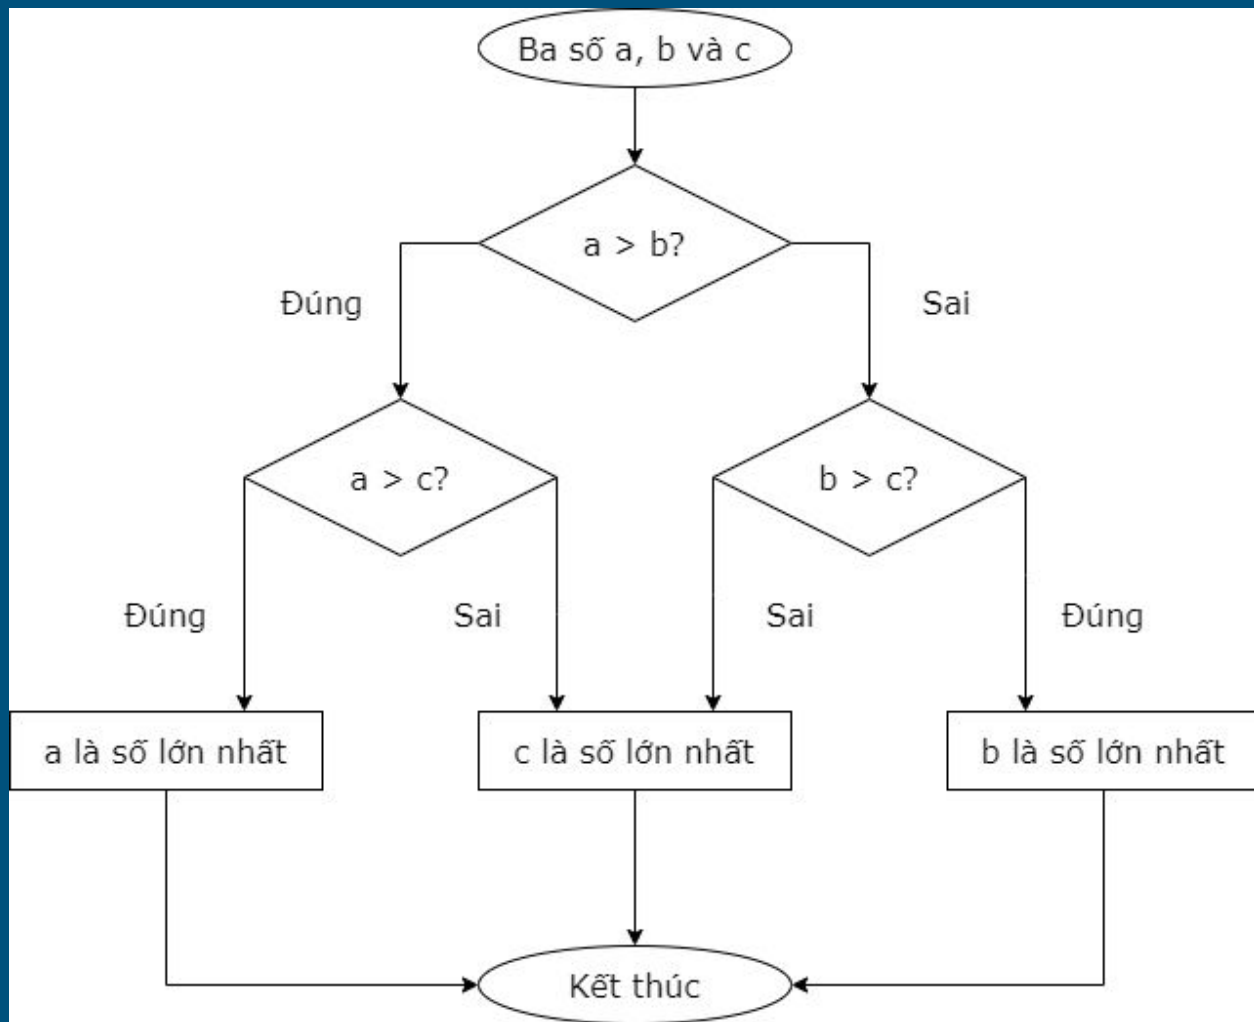 Ba số a, b và c
a > b?
Đúng
Sai
a > c?
b > c?
Đúng
Sai
Sai
Đúng
a là số lớn nhất
c là số lớn nhất
b là số lớn nhất
Kết thúc